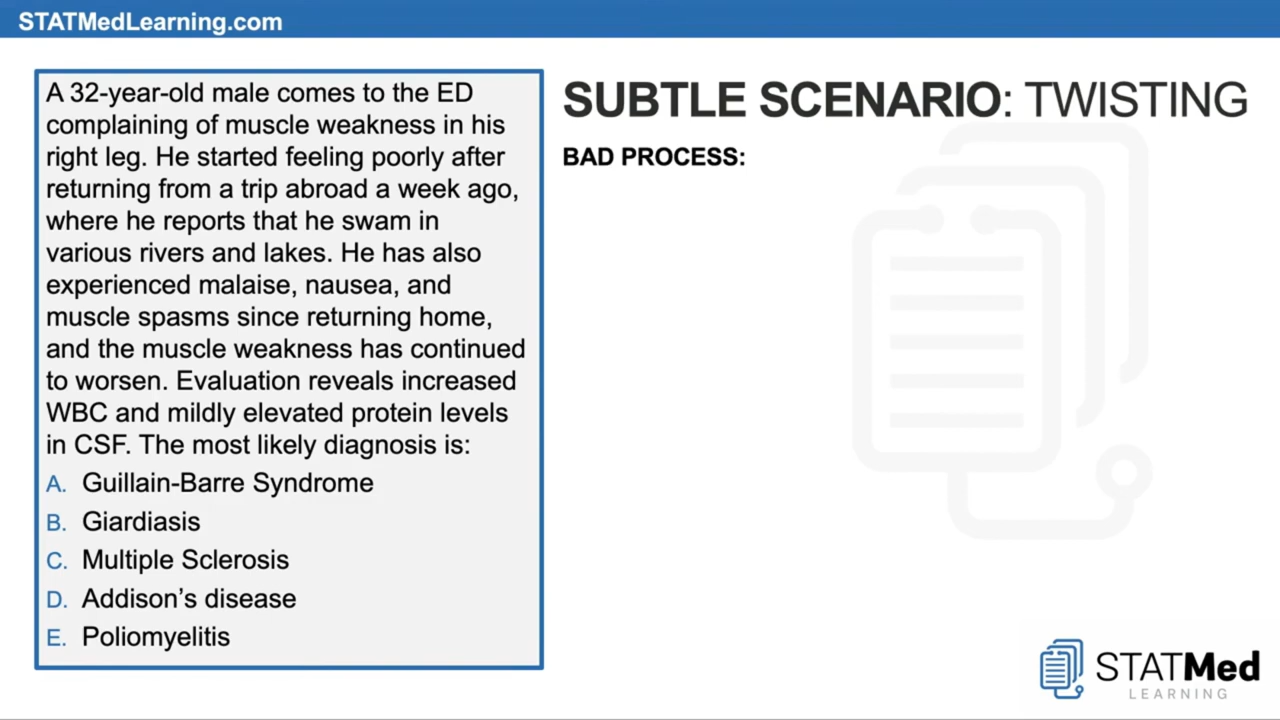 STATMedLearning.com
A 32-year-old male comes to the ED
complaining of muscle weakness in his
right leg. He started feeling poorly after
returning from a trip abroad a week ago,
where he reports that he swam in
various rivers and lakes. He has also
experienced malaise, nausea, and
muscle spasms since returning home,
and the muscle weakness has continued
to worsen. Evaluation reveals increased
WBC and mildly elevated protein levels
in CSF. The most likely diagnosis is:
A. Guillain-Barre Syndrome
B. Giardiasis
C. Multiple Sclerosis
D. Addison’s disease
E. Poliomyelitis
SUBTLE SCENARIO: TWISTING
BAD PROCESS:
STATMed
LEARNING